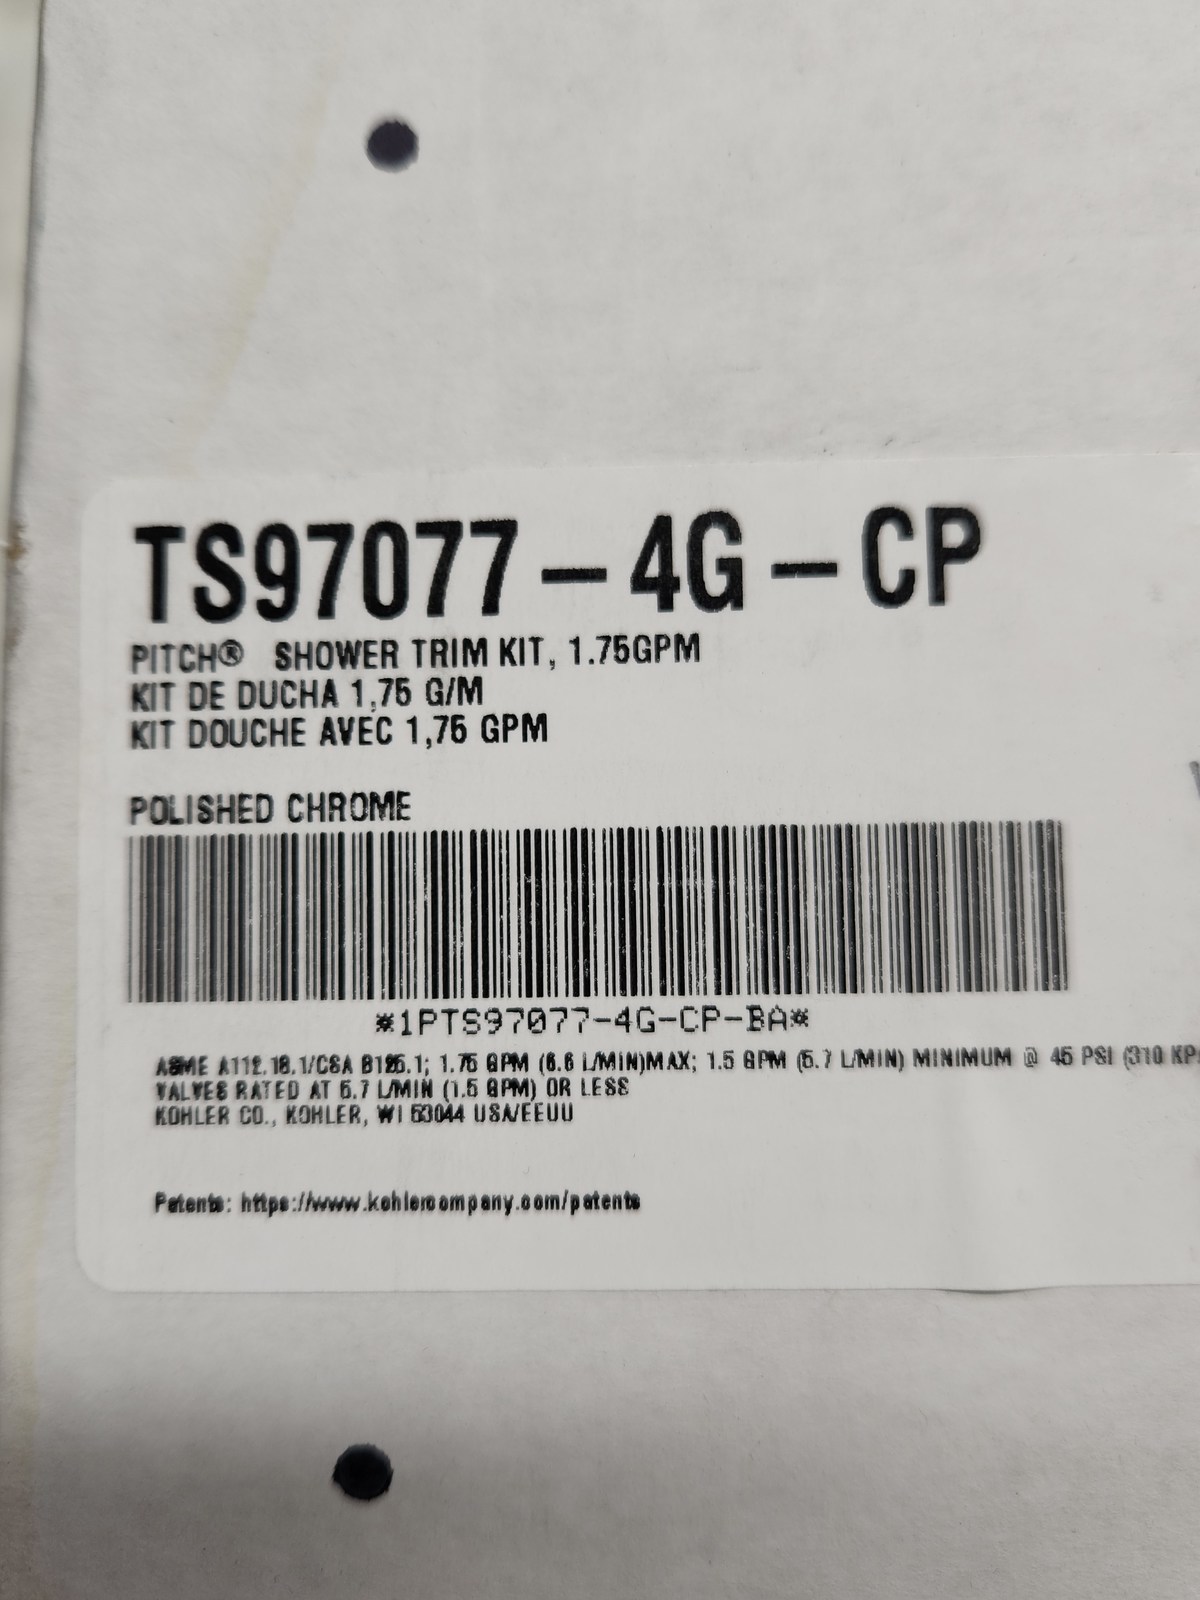 TS97077-4G-CP
PITCH® SHOWER TRIM KIT, 1.75GPM
KIT DE DUCHA 1,75 G/M
KIT DOUCHE AVEC 1,75 GPM
POLISHED CHROME
*1PTS97077-4G-CP-BA*
ASME A112.18.1/CSA B125.1; 1.75 GPM (6.6 L/MIN)MAX; 1.5 GPM (5.7 L/MIN) MINIMUM @ 45 PSI (310 KPA
VALVES RATED AT 5.7 L/MIN (1.5 GPM) OR LESS
KOHLER CO., KOHLER, WI 53044 USA/EEUU
Patents: https://www.kohlercompany.com/patents